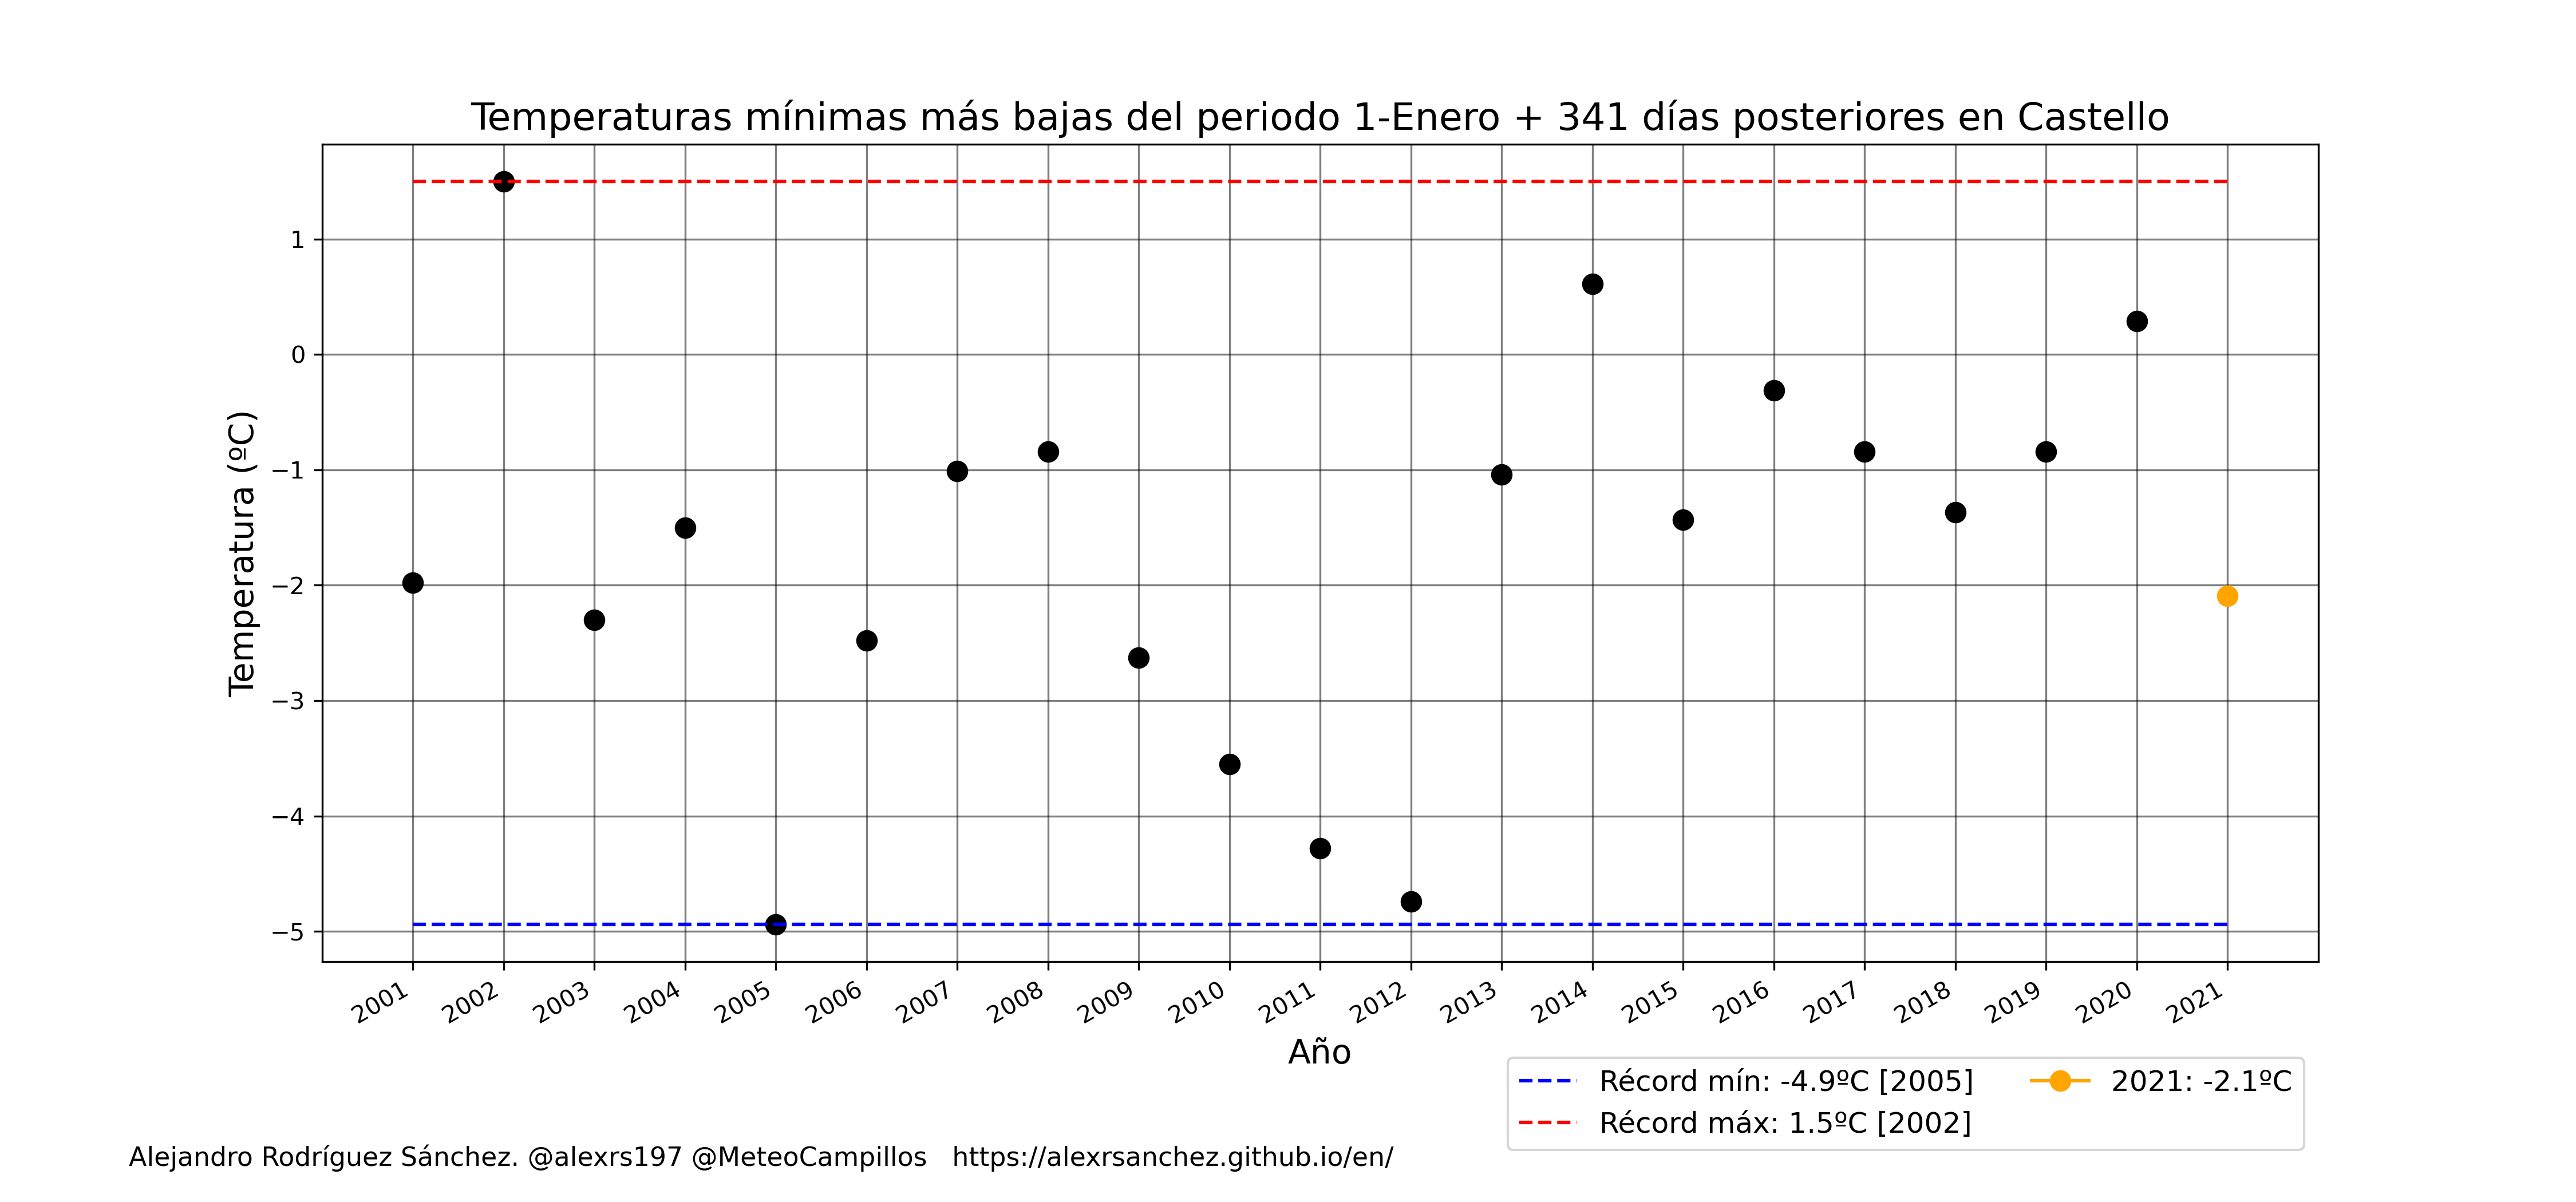 Temperaturas mínimas más bajas del periodo 1-Enero + 341 días posteriores en Castello
Temperatura (ºC)
1
0
−1
−2
−3
−4
−5
2001 2002 2003 2004 2005 2006 2007 2008 2009 2010 2011 2012 2013 2014 2015 2016 2017 2018 2019 2020 2021
Año
Récord mín: -4.9ºC [2005]
Récord máx: 1.5ºC [2002]
2021: -2.1ºC
Alejandro Rodríguez Sánchez. @alexrs197 @MeteoCampillos https://alexrsanchez.github.io/en/